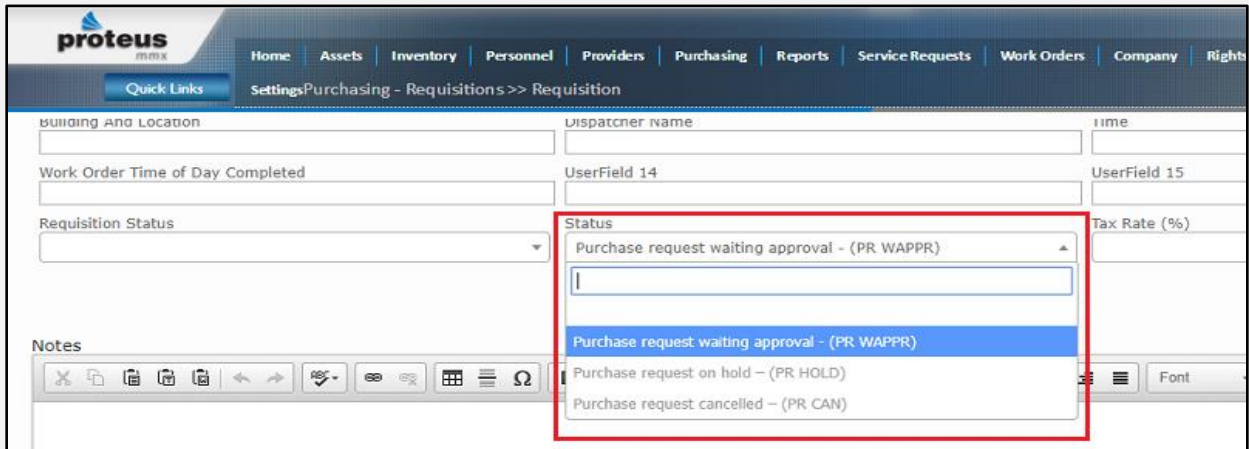 proteus
mmx
Home Assets Inventory Personnel Providers Purchasing Reports Service Requests Work Orders Company Rights
Quick Links
SettingsPurchasing - Requisitions >> Requisition
Building And Location Dispatcher Name Time
Work Order Time of Day Completed UserField 14 UserField 15
Requisition Status Status Tax Rate (%)
Purchase request waiting approval - (PR WAPPR)
Purchase request waiting approval - (PR WAPPR)
Notes
Purchase request on hold – (PR HOLD)
ABC Ω Font
Purchase request cancelled – (PR CAN)